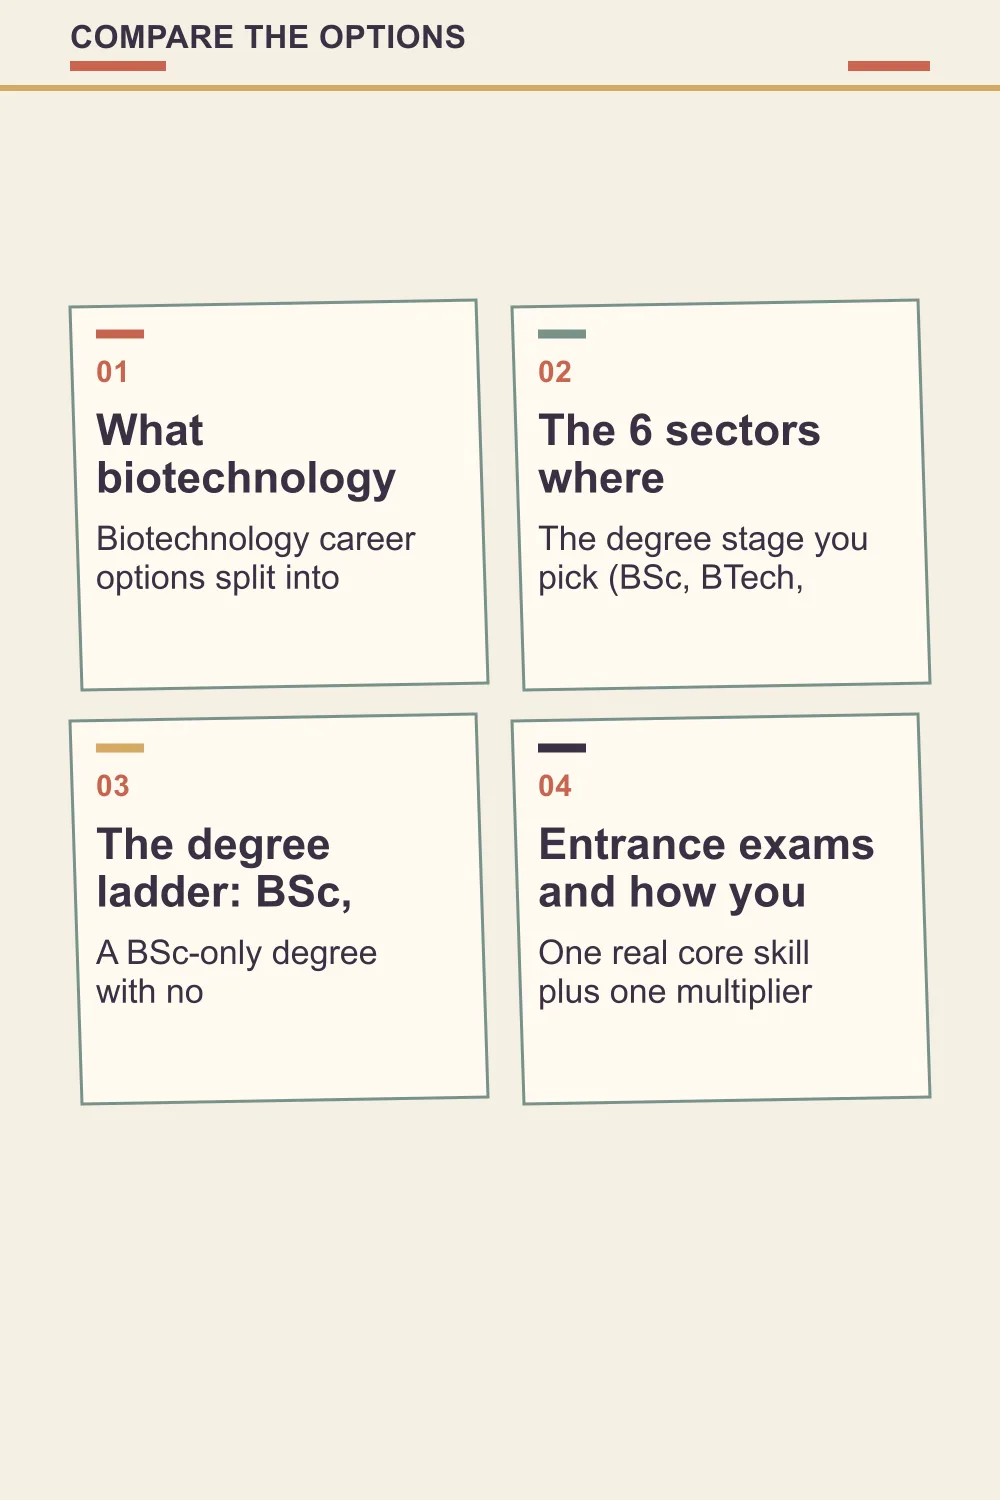 COMPARE THE OPTIONS
01
What
biotechnology
Biotechnology career
options split into
02
The 6 sectors
where
The degree stage you
pick (BSc, BTech,
03
The degree
ladder: BSc,
A BSc-only degree
with no
04
Entrance exams
and how you
One real core skill
plus one multiplier